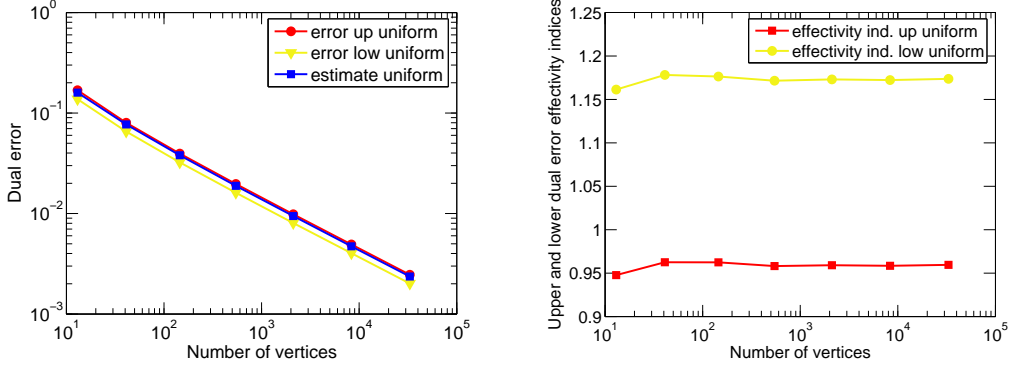 10^0
10^-1
10^-2
10^-3
10^1
10^2
10^3
10^4
10^5
Number of vertices
Dual error
error up uniform
error low uniform
estimate uniform
1.25
1.2
1.15
1.1
1.05
1
0.95
0.9
10^1
10^2
10^3
10^4
10^5
Number of vertices
Upper and lower dual error effectivity indices
effectivity ind. up uniform
effectivity ind. low uniform